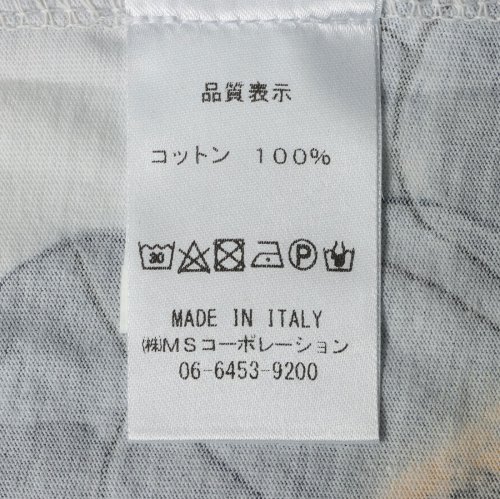 品質表示
コットン 100%
30
P
MADE IN ITALY
㈱MSコーポレーション
06-6453-9200